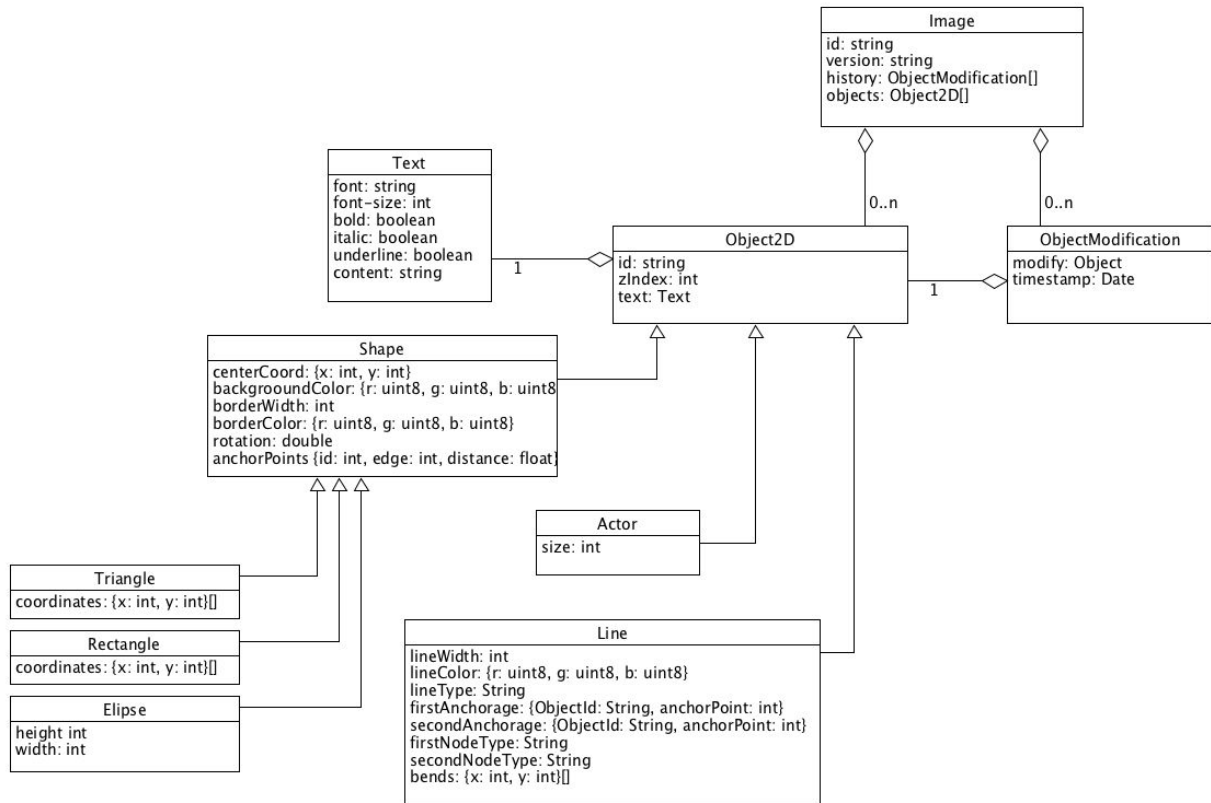 Image
id: string
version: string
history: ObjectModification[]
objects: Object2D[]
Text
font: string
font-size: int
bold: boolean
italic: boolean
underline: boolean
content: string
1
0..n
0..n
Object2D
id: string
zIndex: int
text: Text
1
ObjectModification
modify: Object
timestamp: Date
Shape
centerCoord: {x: int, y: int}
backgrooundColor: {r: uint8, g: uint8, b: uint8
borderWidth: int
borderColor: {r: uint8, g: uint8, b: uint8}
rotation: double
anchorPoints {id: int, edge: int, distance: float}
Actor
size: int
Triangle
coordinates: {x: int, y: int}[]
Rectangle
coordinates: {x: int, y: int}[]
Elipse
height int
width: int
Line
lineWidth: int
lineColor: {r: uint8, g: uint8, b: uint8}
lineType: String
firstAnchorage: {ObjectId: String, anchorPoint: int}
secondAnchorage: {ObjectId: String, anchorPoint: int}
firstNodeType: String
secondNodeType: String
bends: {x: int, y: int}[]